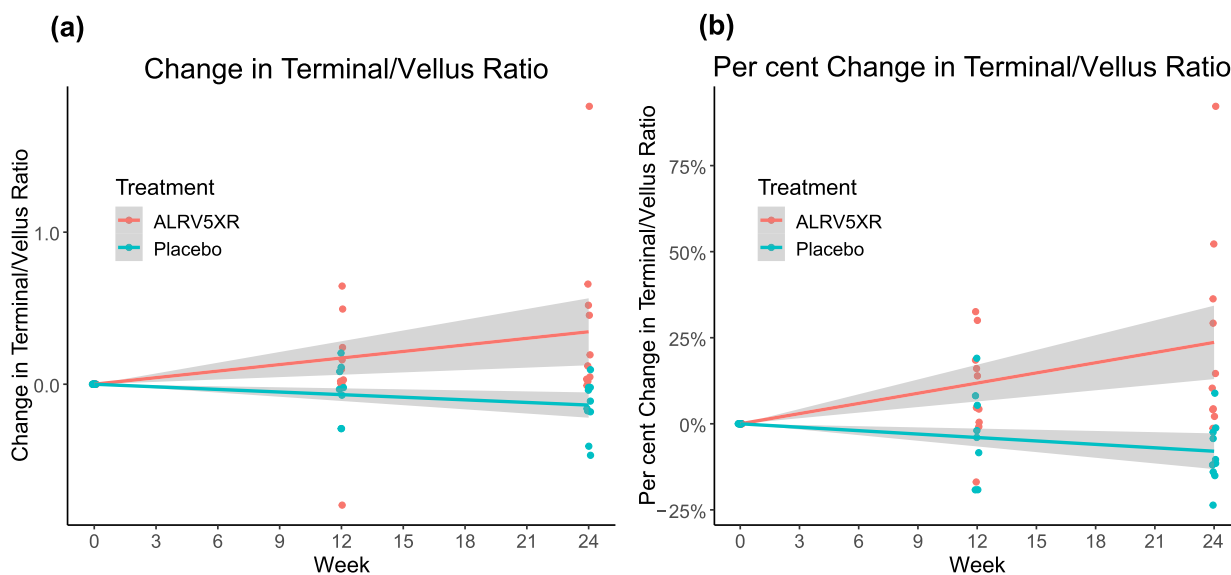 (a)
Change in Terminal/Vellus Ratio
Change in Terminal/Vellus Ratio
1.0
0.0
Treatment
ALRV5XR
Placebo
0 3 6 9 12 15 18 21 24
Week
(b)
Per cent Change in Terminal/Vellus Ratio
Per cent Change in Terminal/Vellus Ratio
75%
50%
25%
0%
−25%
Treatment
ALRV5XR
Placebo
0 3 6 9 12 15 18 21 24
Week